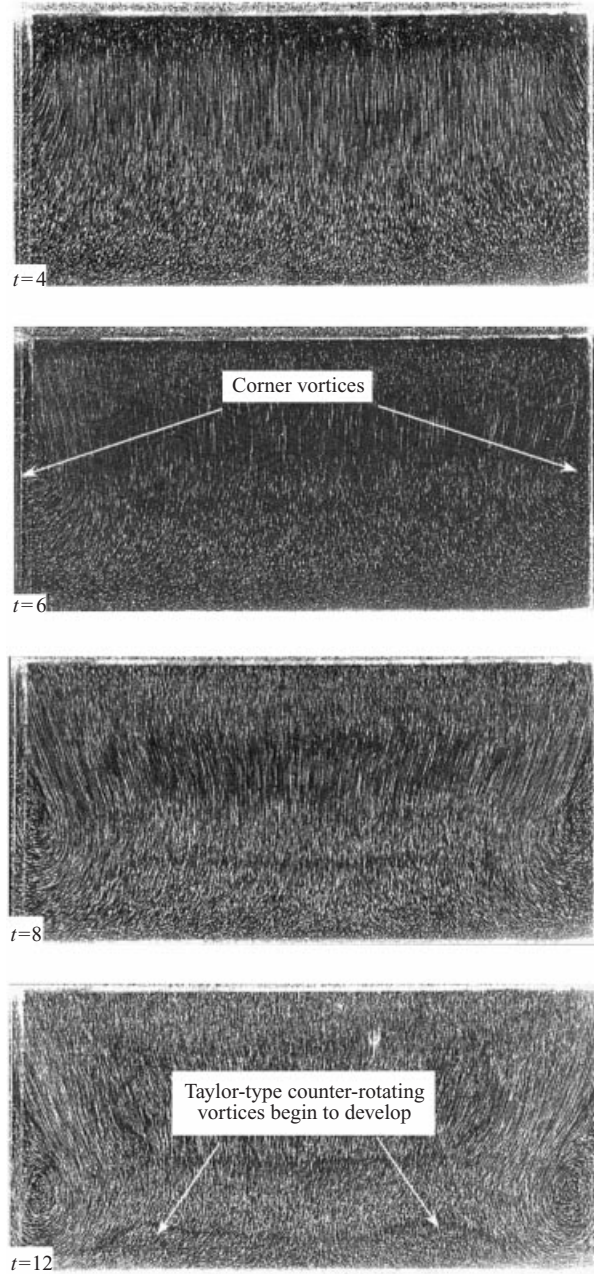 t=4
Corner vortices
t=6
t=8
Taylor-type counter-rotating
vortices begin to develop
t=12